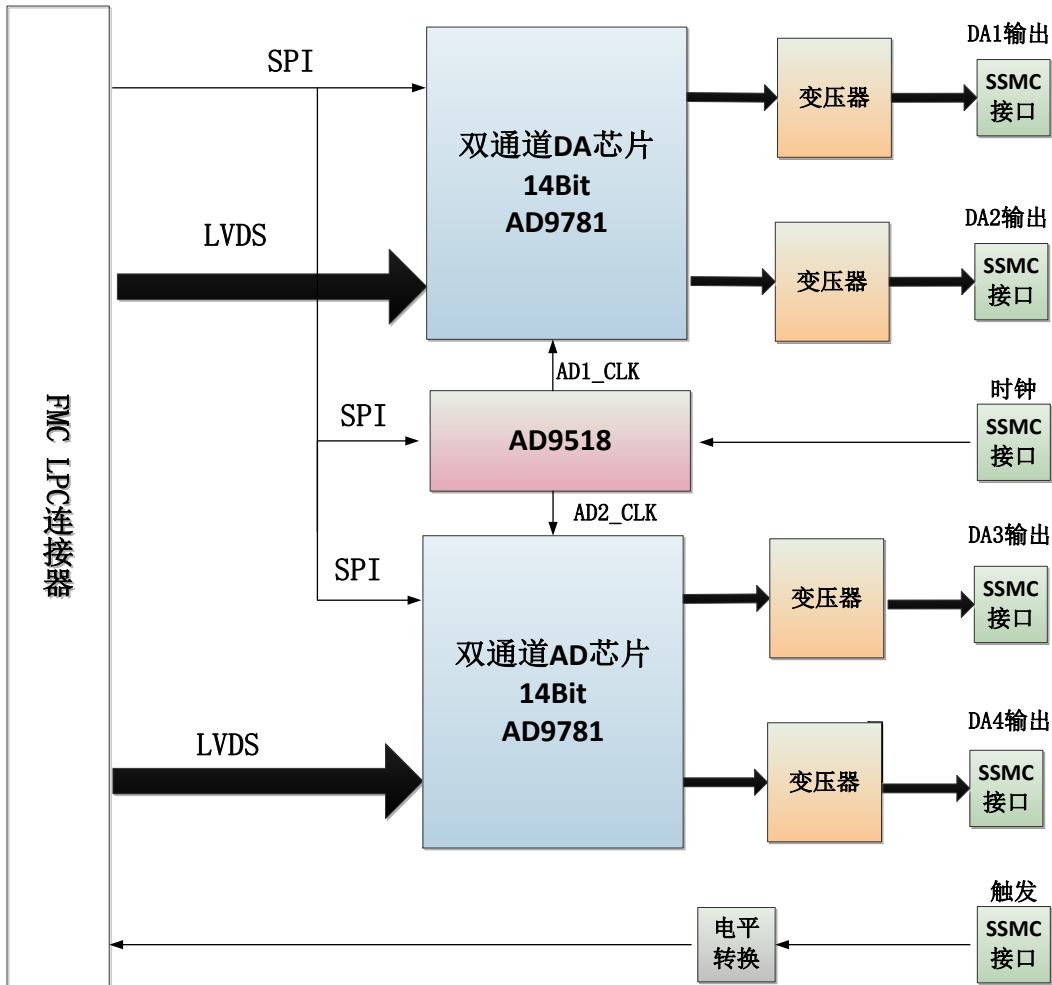 FMC LPC连接器
SPI
LVDS
双通道DA芯片
14Bit
AD9781
变压器
DA1输出
SSMC
接口
变压器
DA2输出
SSMC
接口
AD1_CLK
SPI
AD9518
时钟
SSMC
接口
AD2_CLK
SPI
LVDS
双通道AD芯片
14Bit
AD9781
变压器
DA3输出
SSMC
接口
变压器
DA4输出
SSMC
接口
电平
转换
触发
SSMC
接口